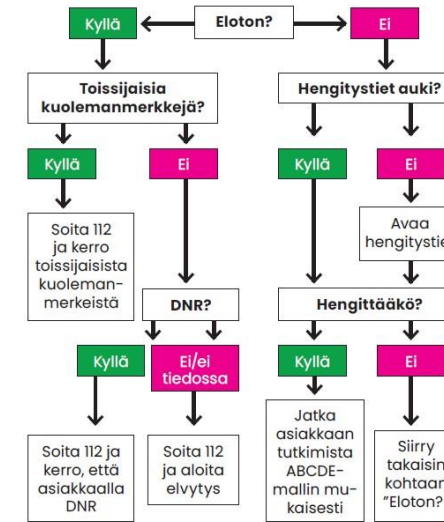 Eloton?
Kyllä
Ei
Toissijaisia
kuolemanmerkkejä?
Kyllä
Ei
Soita 112
ja kerro
toissijaisista
kuoleman-
merkeistä
DNR?
Kyllä
Ei/ei
tiedossa
Soita 112 ja
kerro, että
asiakkaalla
DNR
Soita 112
ja aloita
elvytys
Hengitystiet auki?
Kyllä
Ei
Avaa
hengitystie
Hengittääkö?
Kyllä
Ei
Jatka
asiakkaan
tutkimista
ABCDE-
mallin mu-
kaisesti
Siirry
takaisin
kohtaan
"Eloton?